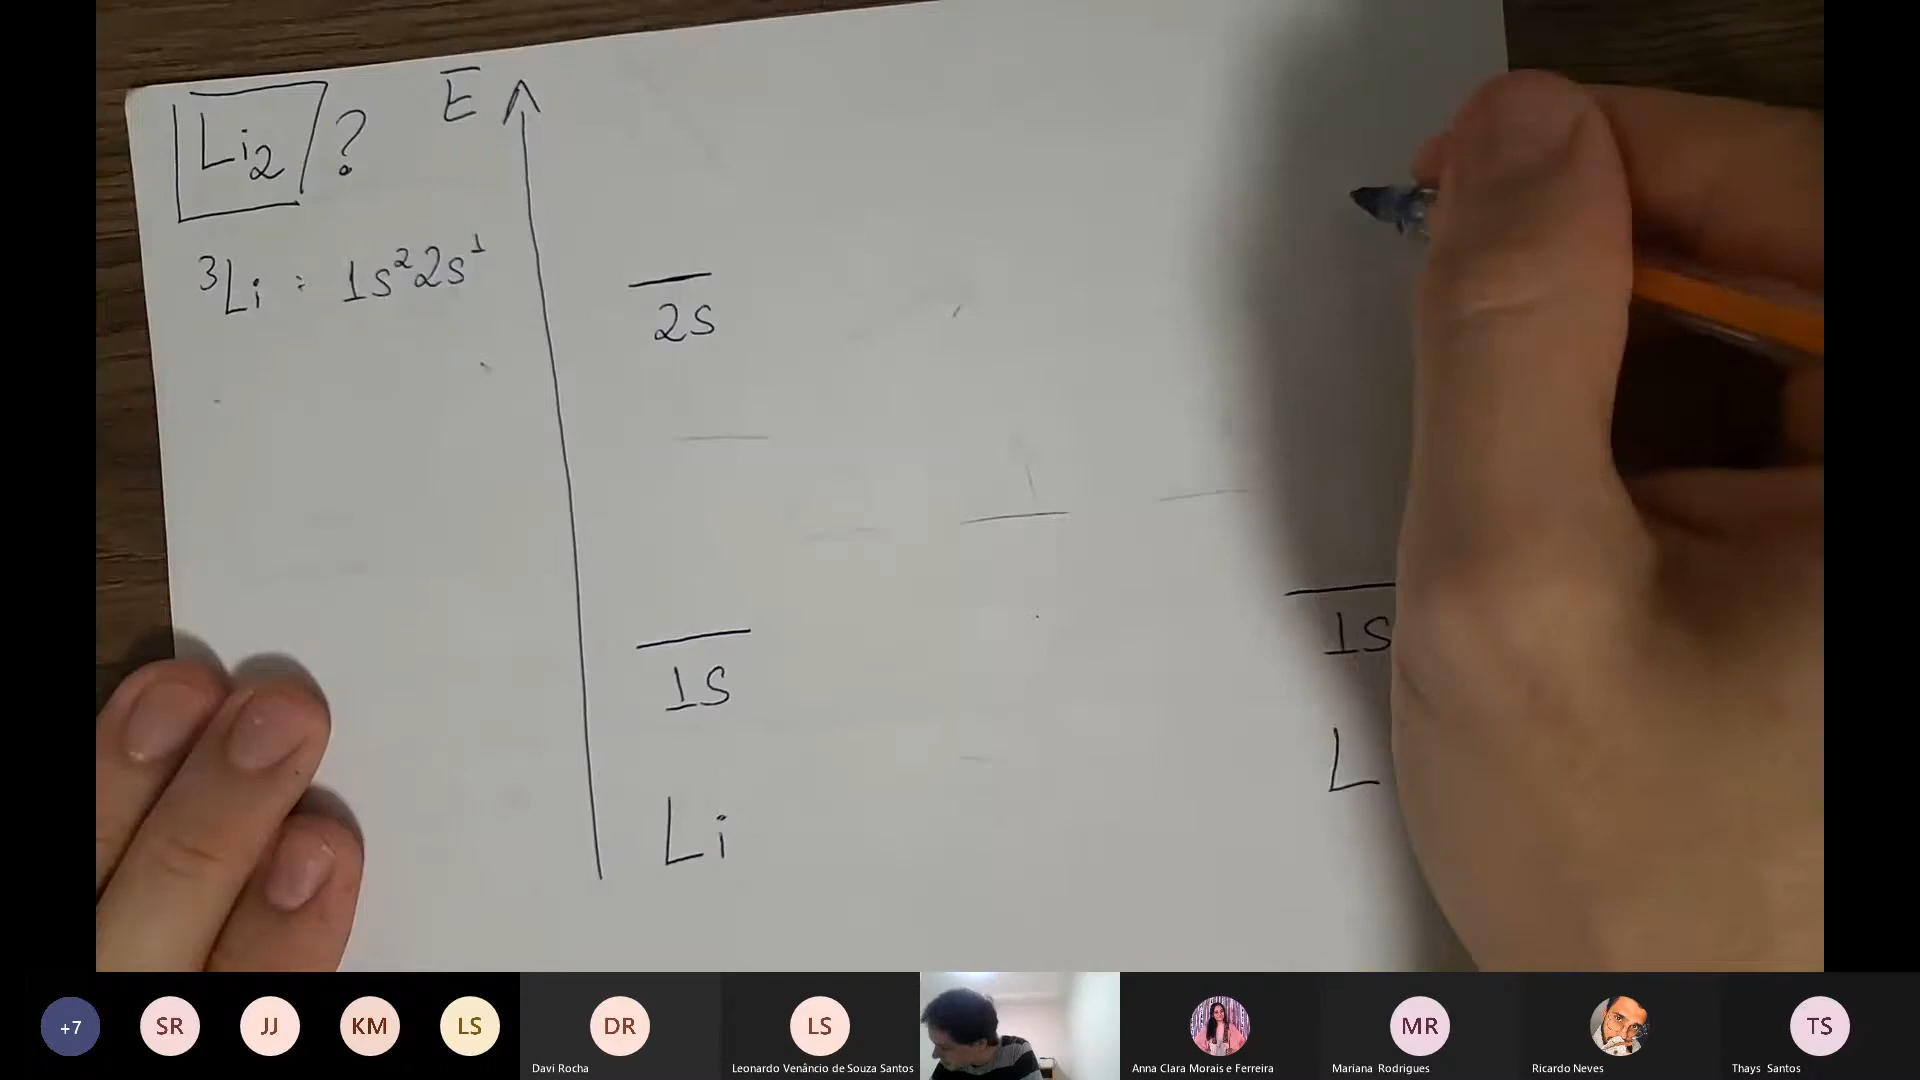 Li₂ ?
E
³Li : 1s² 2s¹
2s
1s
1s
Li
L
+7
SR
JJ
KM
LS
DR
LS
MR
TS
Davi Rocha
Leonardo Venâncio de Souza Santos
Anna Clara Morais e Ferreira
Mariana Rodrigues
Ricardo Neves
Thays Santos